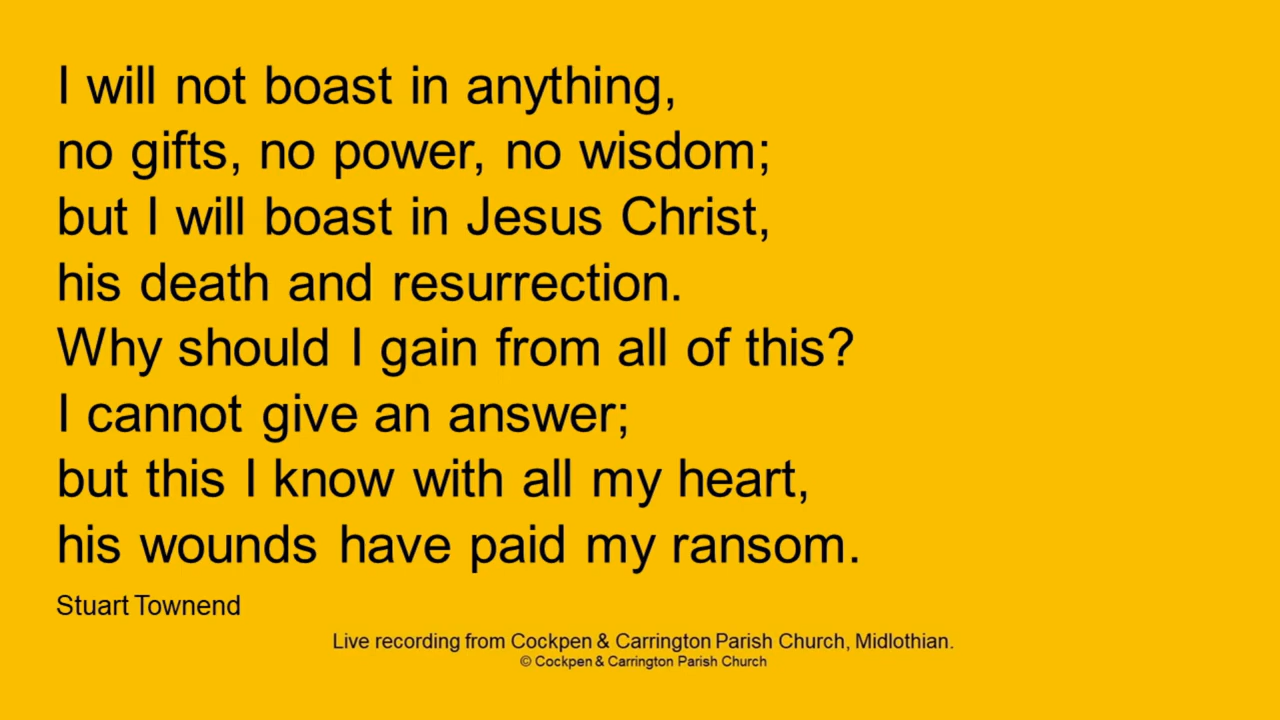 I will not boast in anything,
no gifts, no power, no wisdom;
but I will boast in Jesus Christ,
his death and resurrection.
Why should I gain from all of this?
I cannot give an answer;
but this I know with all my heart,
his wounds have paid my ransom.
Stuart Townend
Live recording from Cockpen & Carrington Parish Church, Midlothian.
© Cockpen & Carrington Parish Church